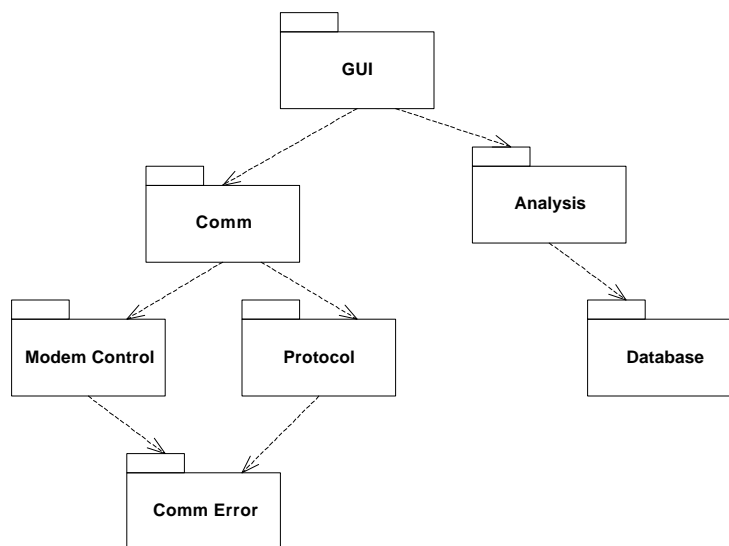 GUI
Comm
Analysis
Modem Control
Protocol
Database
Comm Error